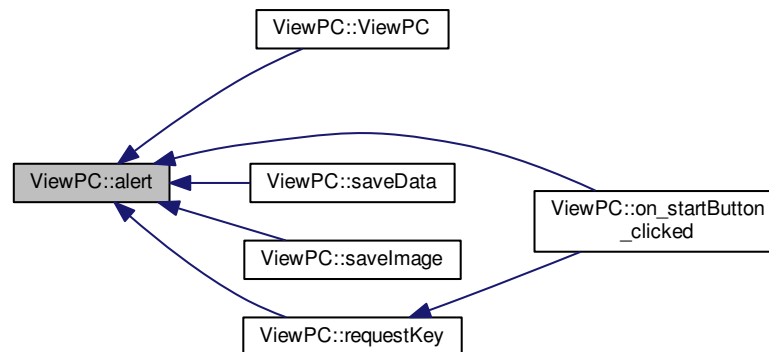 ViewPC::ViewPC
ViewPC::alert
ViewPC::saveData
ViewPC::on_startButton
_clicked
ViewPC::saveImage
ViewPC::requestKey